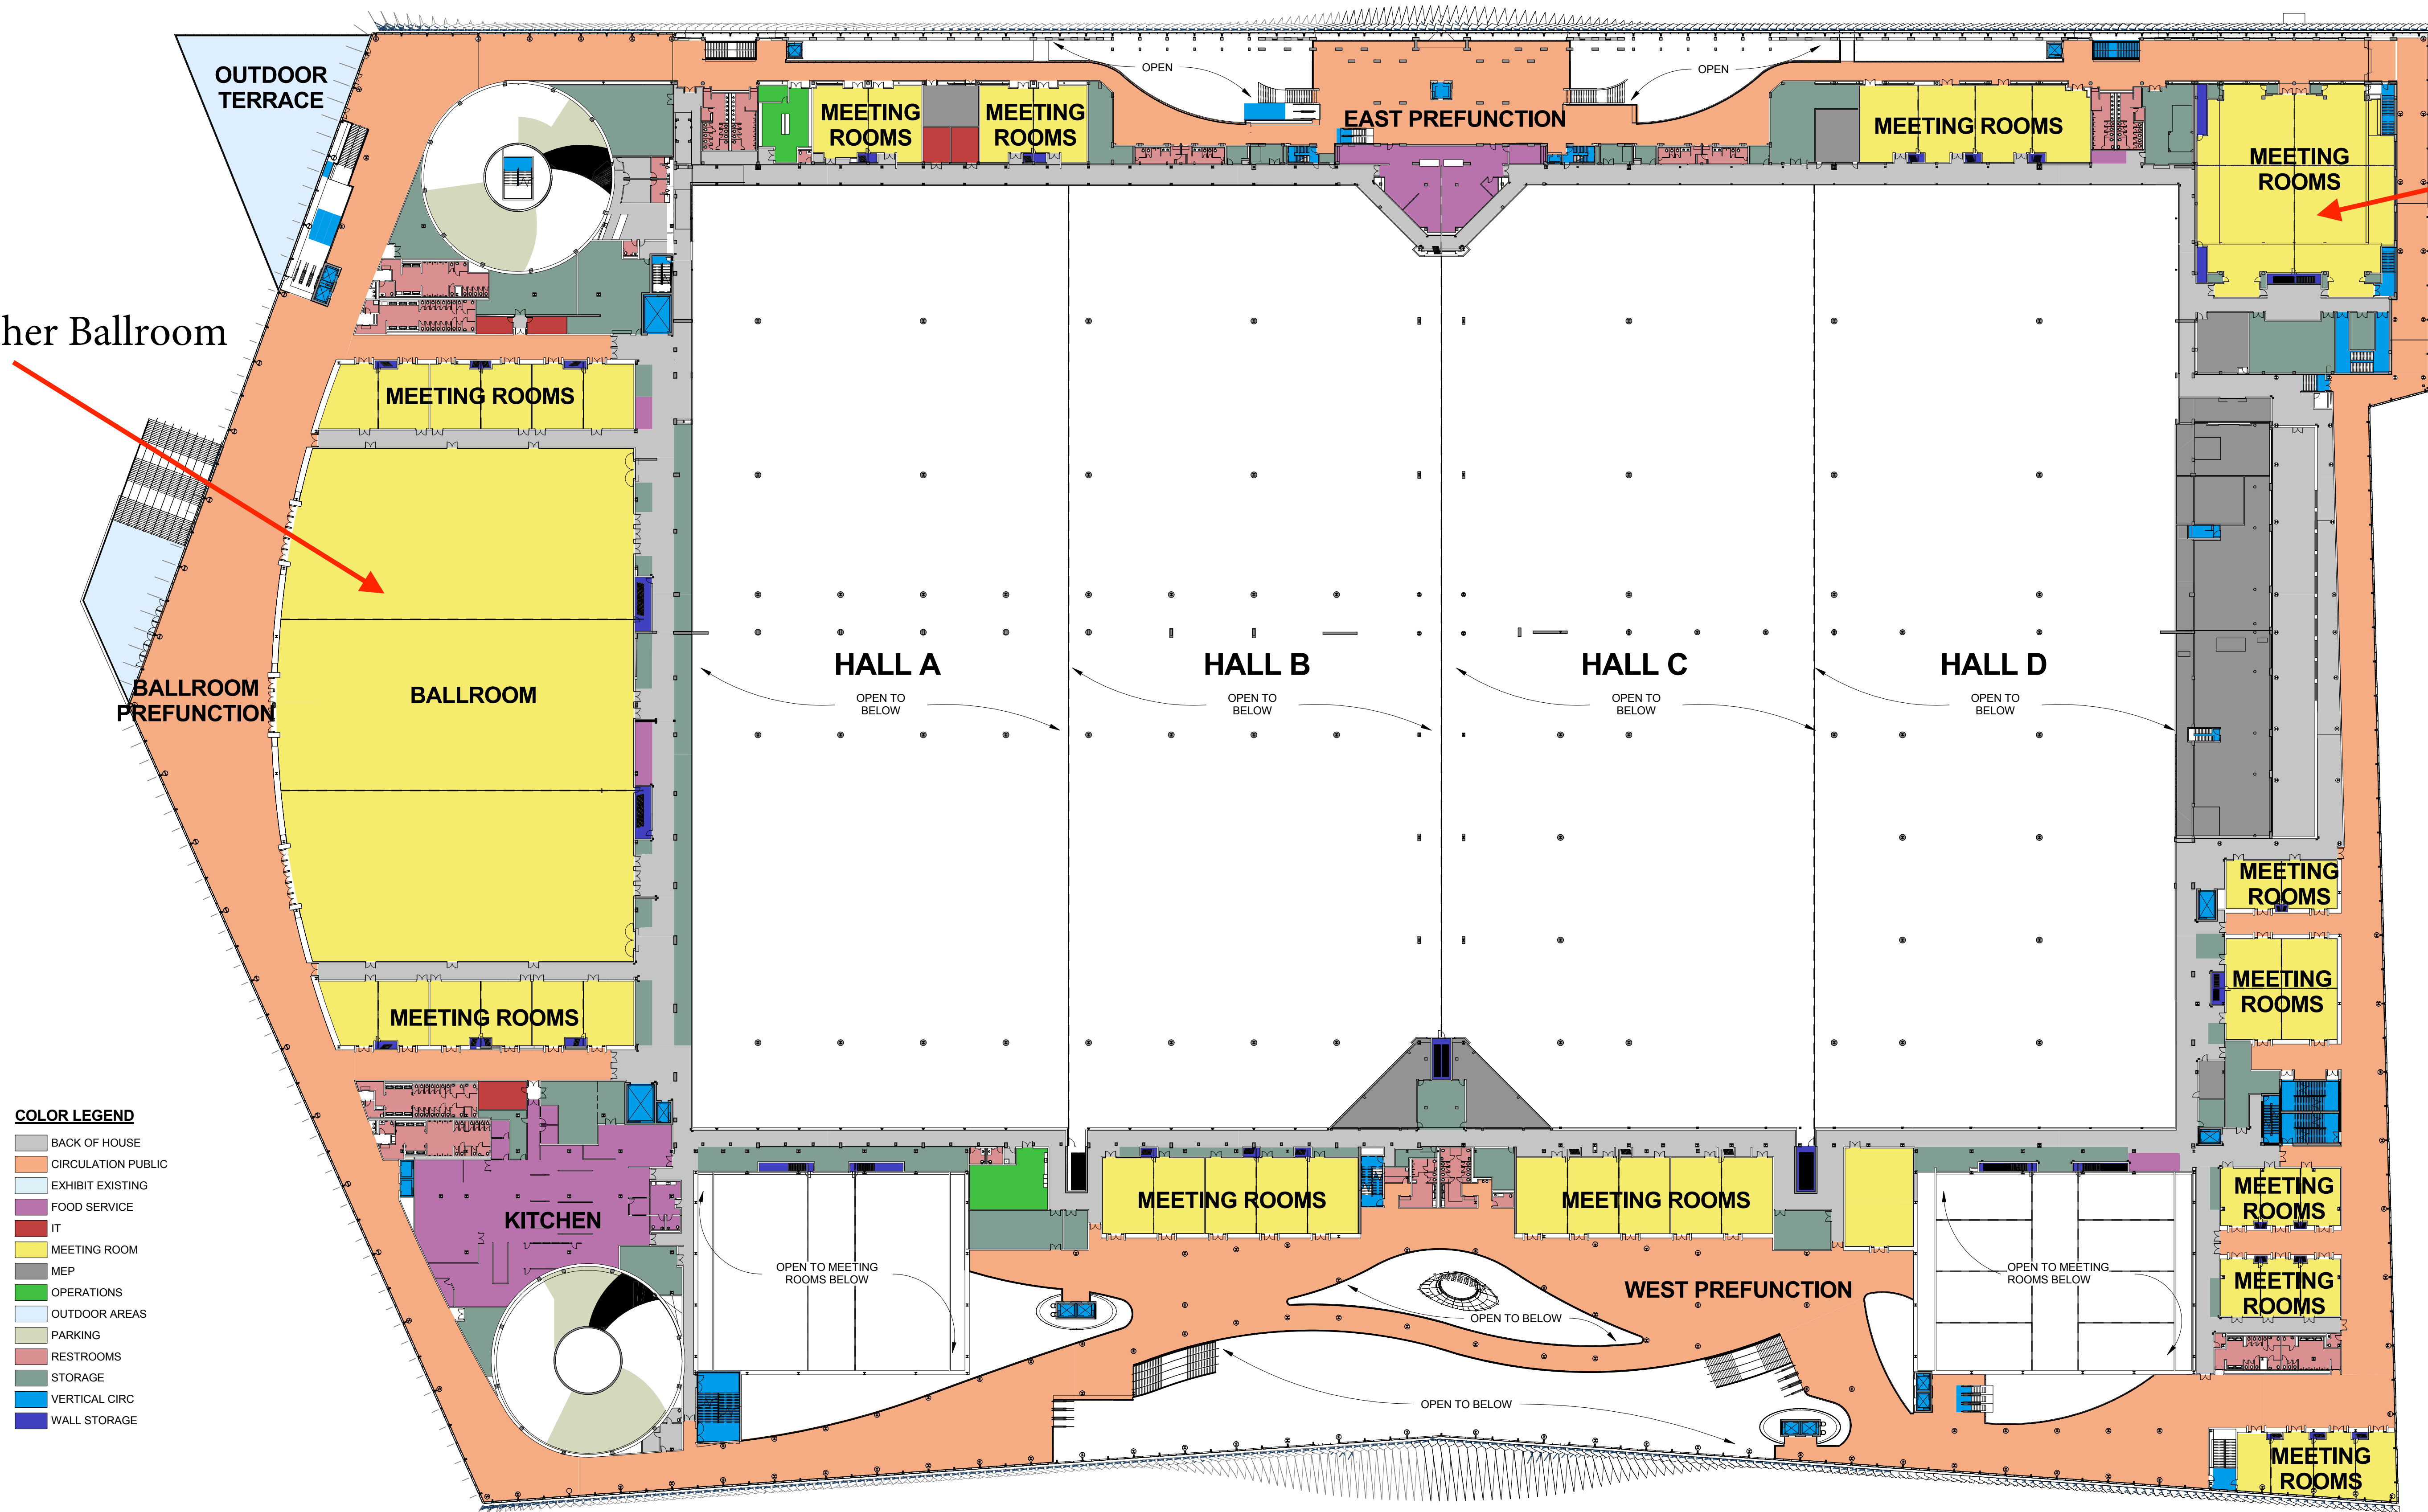 OUTDOOR
TERRACE
OPEN
OPEN
MEETING
ROOMS
MEETING
ROOMS
EAST PREFUNCTION
MEETING ROOMS
MEETING
ROOMS
her Ballroom
MEETING ROOMS
BALLROOM
PREFUNCTION
BALLROOM
HALL A
OPEN TO
BELOW
HALL B
OPEN TO
BELOW
HALL C
OPEN TO
BELOW
HALL D
OPEN TO
BELOW
MEETING
ROOMS
MEETING
ROOMS
MEETING ROOMS
KITCHEN
OPEN TO MEETING
ROOMS BELOW
MEETING ROOMS
MEETING ROOMS
WEST PREFUNCTION
OPEN TO BELOW
OPEN TO BELOW
OPEN TO MEETING
ROOMS BELOW
MEETING
ROOMS
MEETING
ROOMS
MEETING
ROOMS
COLOR LEGEND
BACK OF HOUSE
CIRCULATION PUBLIC
EXHIBIT EXISTING
FOOD SERVICE
IT
MEETING ROOM
MEP
OPERATIONS
OUTDOOR AREAS
PARKING
RESTROOMS
STORAGE
VERTICAL CIRC
WALL STORAGE